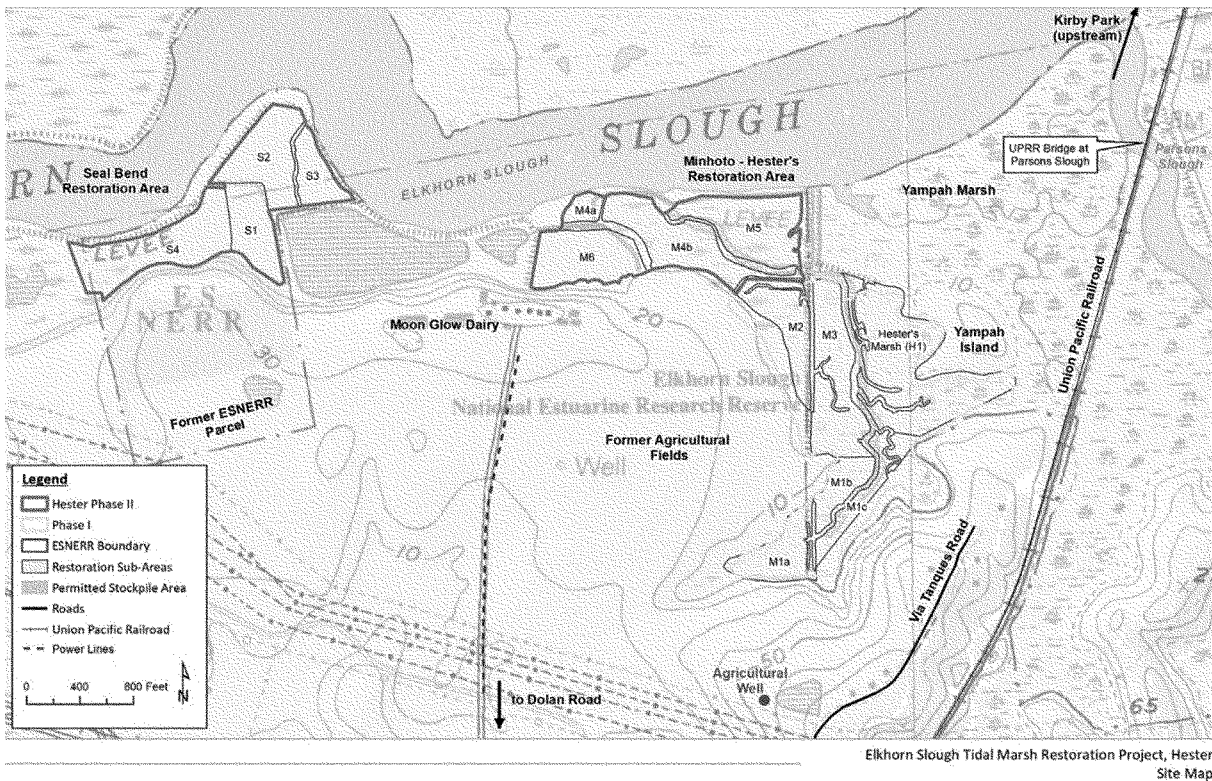 Kirby Park
(upstream)
SLOUGH
S2
UPRR Bridge at
Parsons Slough
Parsons
Slough
Seal Bend
Restoration Area
RN
ELKHORN SLOUGH
Minhoto - Hester's
Restoration Area
Yampah Marsh
S3
M4a
LEVEE
M5
S1
S4
LEVEE
M4b
M6
10
ES
NERR
20
Moon Glow Dairy
M2
M3
Hester's
Marsh (H1)
Yampah
Island
Union Pacific Railroad
30
Elkhorn Slough
National Estuarine Research Reserve
Former ESNERR
Parcel
Former Agricultural
Fields
Well
M1b
10
M1c
10
M1a
Via Tanques Road
60
Agricultural
Well
to Dolan Road
65
2
Legend
Hester Phase II
Phase I
ESNERR Boundary
Restoration Sub-Areas
Permitted Stockpile Area
Roads
Union Pacific Railroad
Power Lines
0 400 800 Feet
N
Elkhorn Slough Tidal Marsh Restoration Project, Hester
Site Map